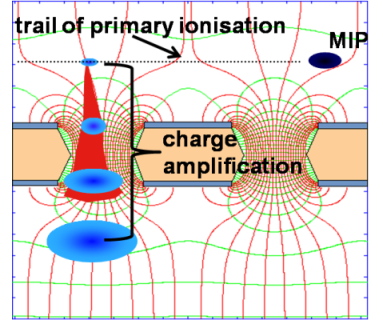 trail of primary ionisation
MIP
charge
amplification